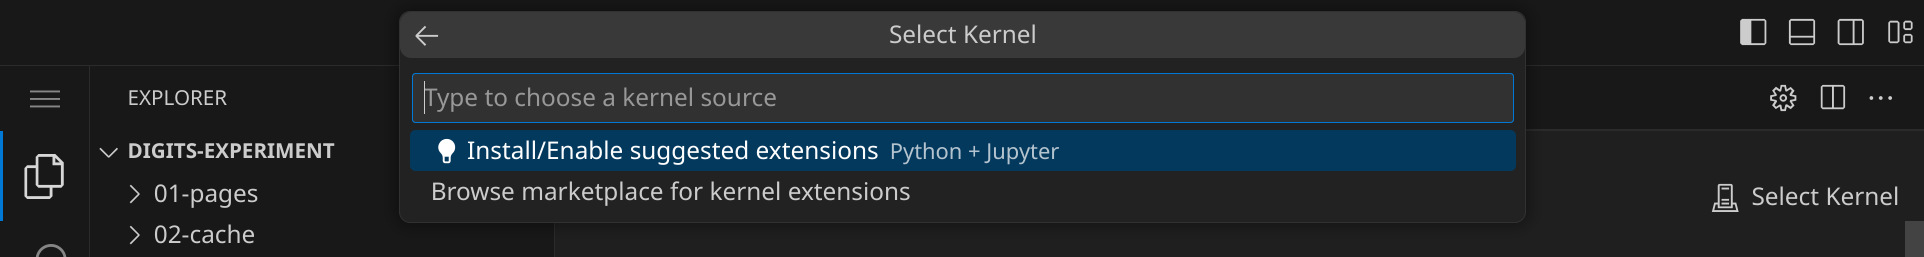 Select Kernel
Type to choose a kernel source
Install/Enable suggested extensions Python + Jupyter
Browse marketplace for kernel extensions
EXPLORER
DIGITS-EXPERIMENT
01-pages
02-cache
Select Kernel